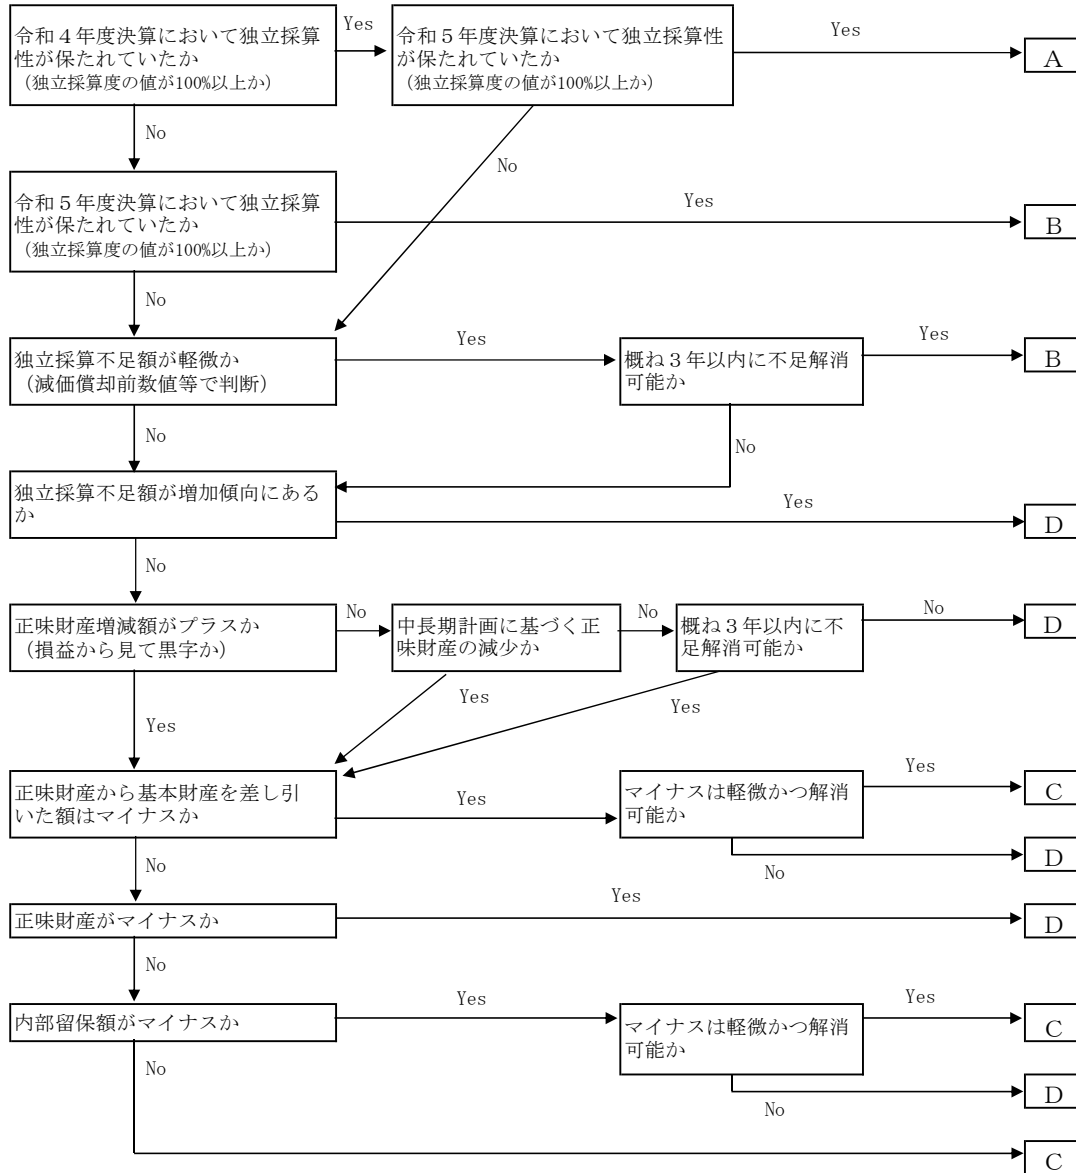 令和４年度決算において独立採算
性が保たれていたか
（独立採算度の値が100%以上か）
Yes
令和５年度決算において独立採算性
が保たれていたか
（独立採算度の値が100%以上か）
Yes
A
No
No
令和５年度決算において独立採算
性が保たれていたか
（独立採算度の値が100%以上か）
Yes
B
No
独立採算不足額が軽微か
（減価償却前数値等で判断）
Yes
概ね３年以内に不足解消
可能か
Yes
B
No
No
独立採算不足額が増加傾向にある
か
Yes
D
No
正味財産増減額がプラスか
（損益から見て黒字か）
No
中長期計画に基づく正
味財産の減少か
No
概ね３年以内に不
足解消可能か
No
D
Yes
Yes
Yes
正味財産から基本財産を差し引
いた額はマイナスか
Yes
マイナスは軽微かつ解消
可能か
Yes
C
No
D
No
正味財産がマイナスか
Yes
D
No
内部留保額がマイナスか
Yes
マイナスは軽微かつ解消
可能か
Yes
C
No
D
No
C